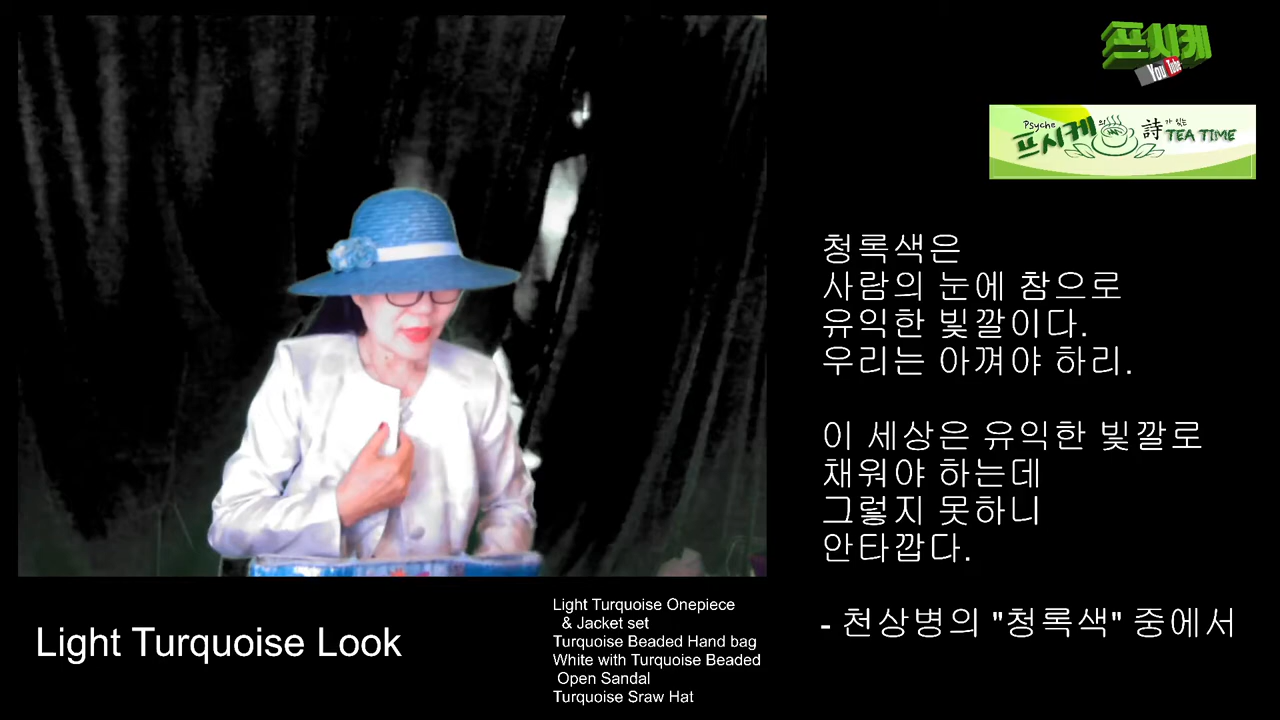 프시케
YouTube
Psyche
프시케의 詩가 있는 TEA TIME
청록색은
사람의 눈에 참으로
유익한 빛깔이다.
우리는 아껴야 하리.
이 세상은 유익한 빛깔로
채워야 하는데
그렇지 못하니
안타깝다.
- 천상병의 "청록색" 중에서
Light Turquoise Look
Light Turquoise Onepiece
& Jacket set
Turquoise Beaded Hand bag
White with Turquoise Beaded
Open Sandal
Turquoise Sraw Hat